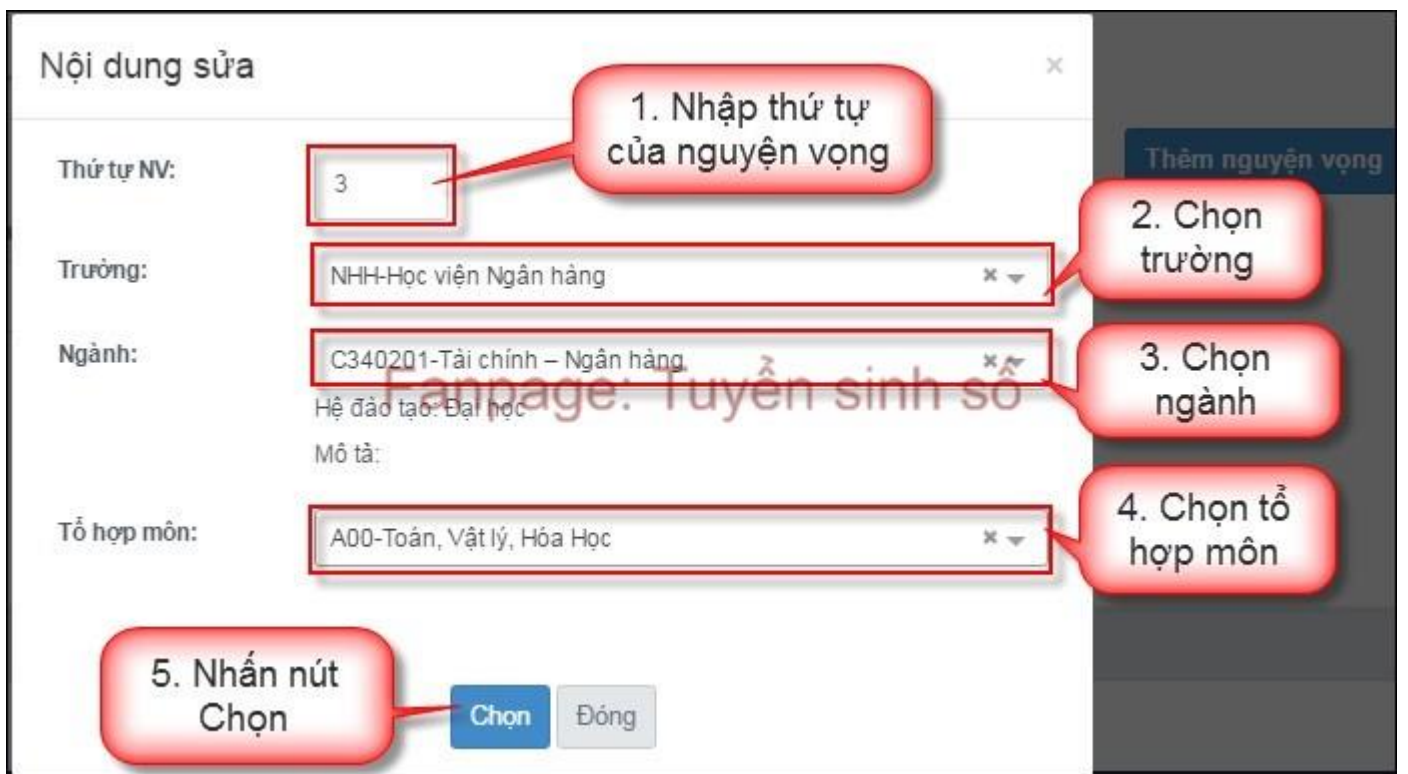 Nội dung sửa
×
1. Nhập thứ tự
của nguyện vọng
Thêm nguyện vọng
Thứ tự NV:
3
2. Chọn
trường
Trường:
NHH-Học viện Ngân hàng
Ngành:
C340201-Tài chính – Ngân hàng
3. Chọn
ngành
Fanpage: Tuyển sinh số
Hệ đào tạo: Đại học
Mô tả:
4. Chọn tổ
hợp môn
Tổ hợp môn:
A00-Toán, Vật lý, Hóa Học
5. Nhấn nút
Chọn
Chọn
Đóng